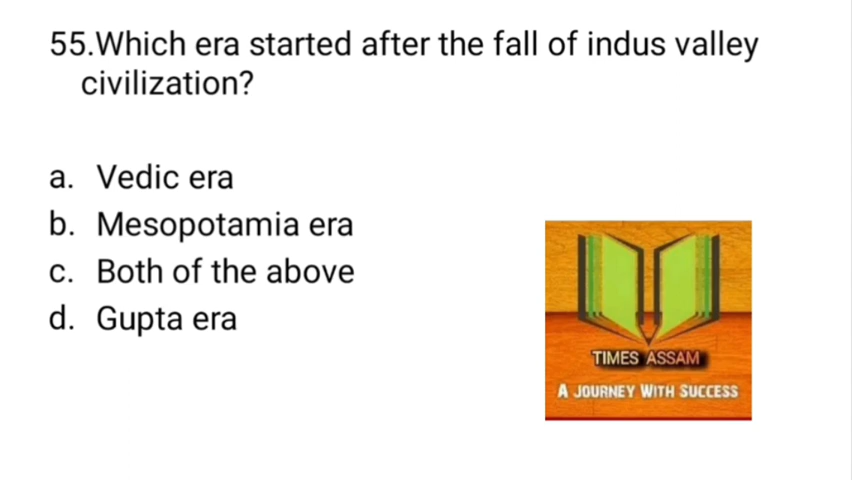 55.Which era started after the fall of indus valley
civilization?
a. Vedic era
b. Mesopotamia era
c. Both of the above
d. Gupta era
TIMES ASSAM
A JOURNEY WITH SUCCESS